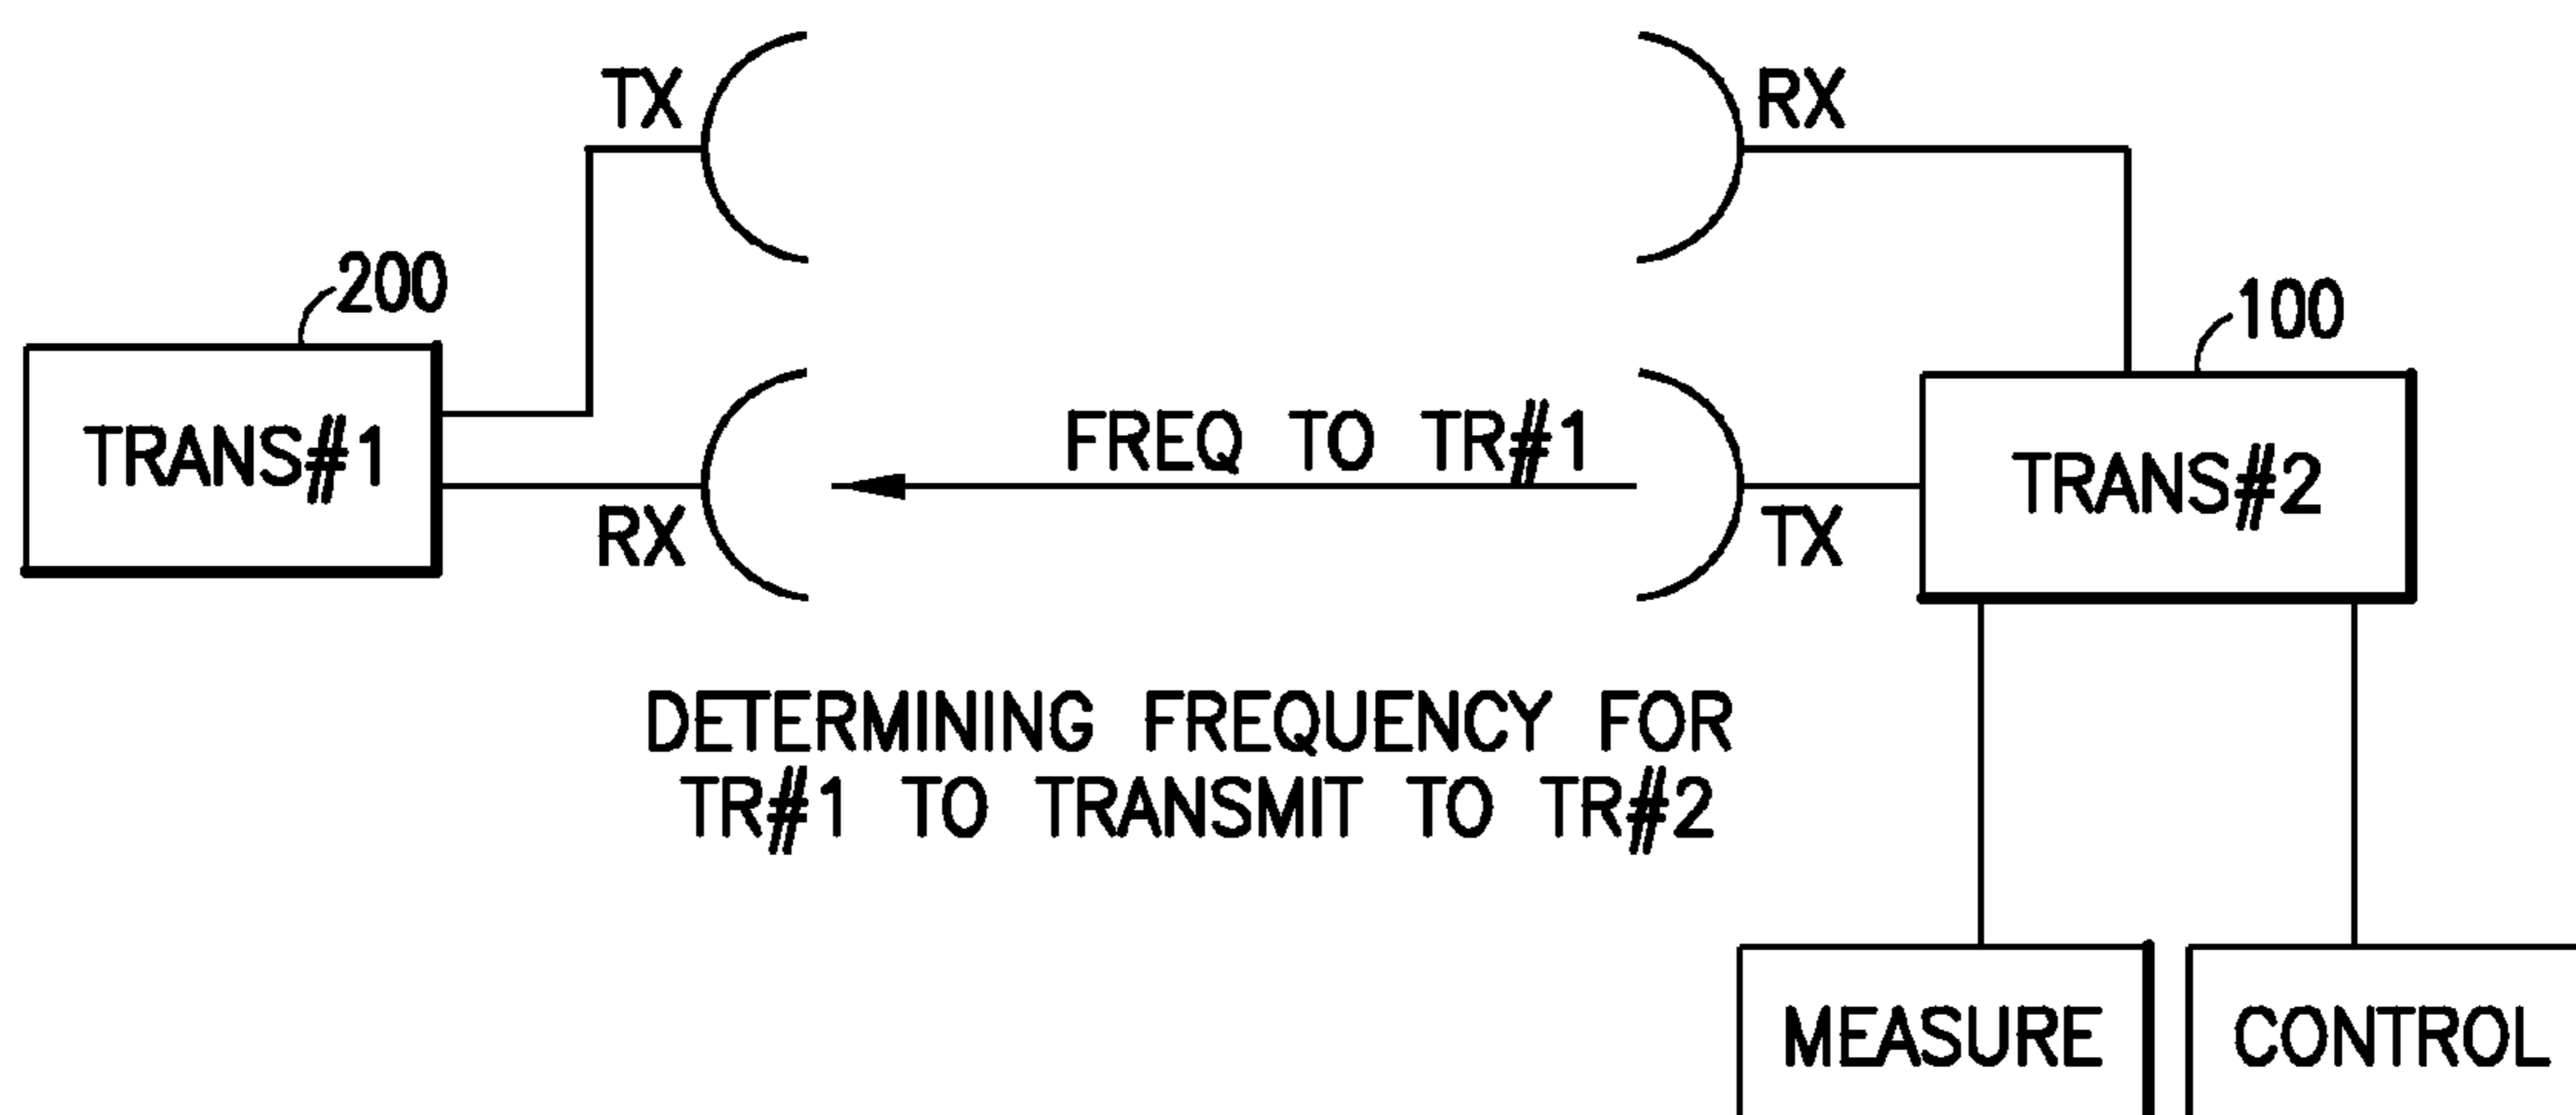 TX
RX
200
100
TRANS#1
FREQ TO TR#1
TRANS#2
RX
TX
DETERMINING FREQUENCY FOR
TR#1 TO TRANSMIT TO TR#2
MEASURE
CONTROL